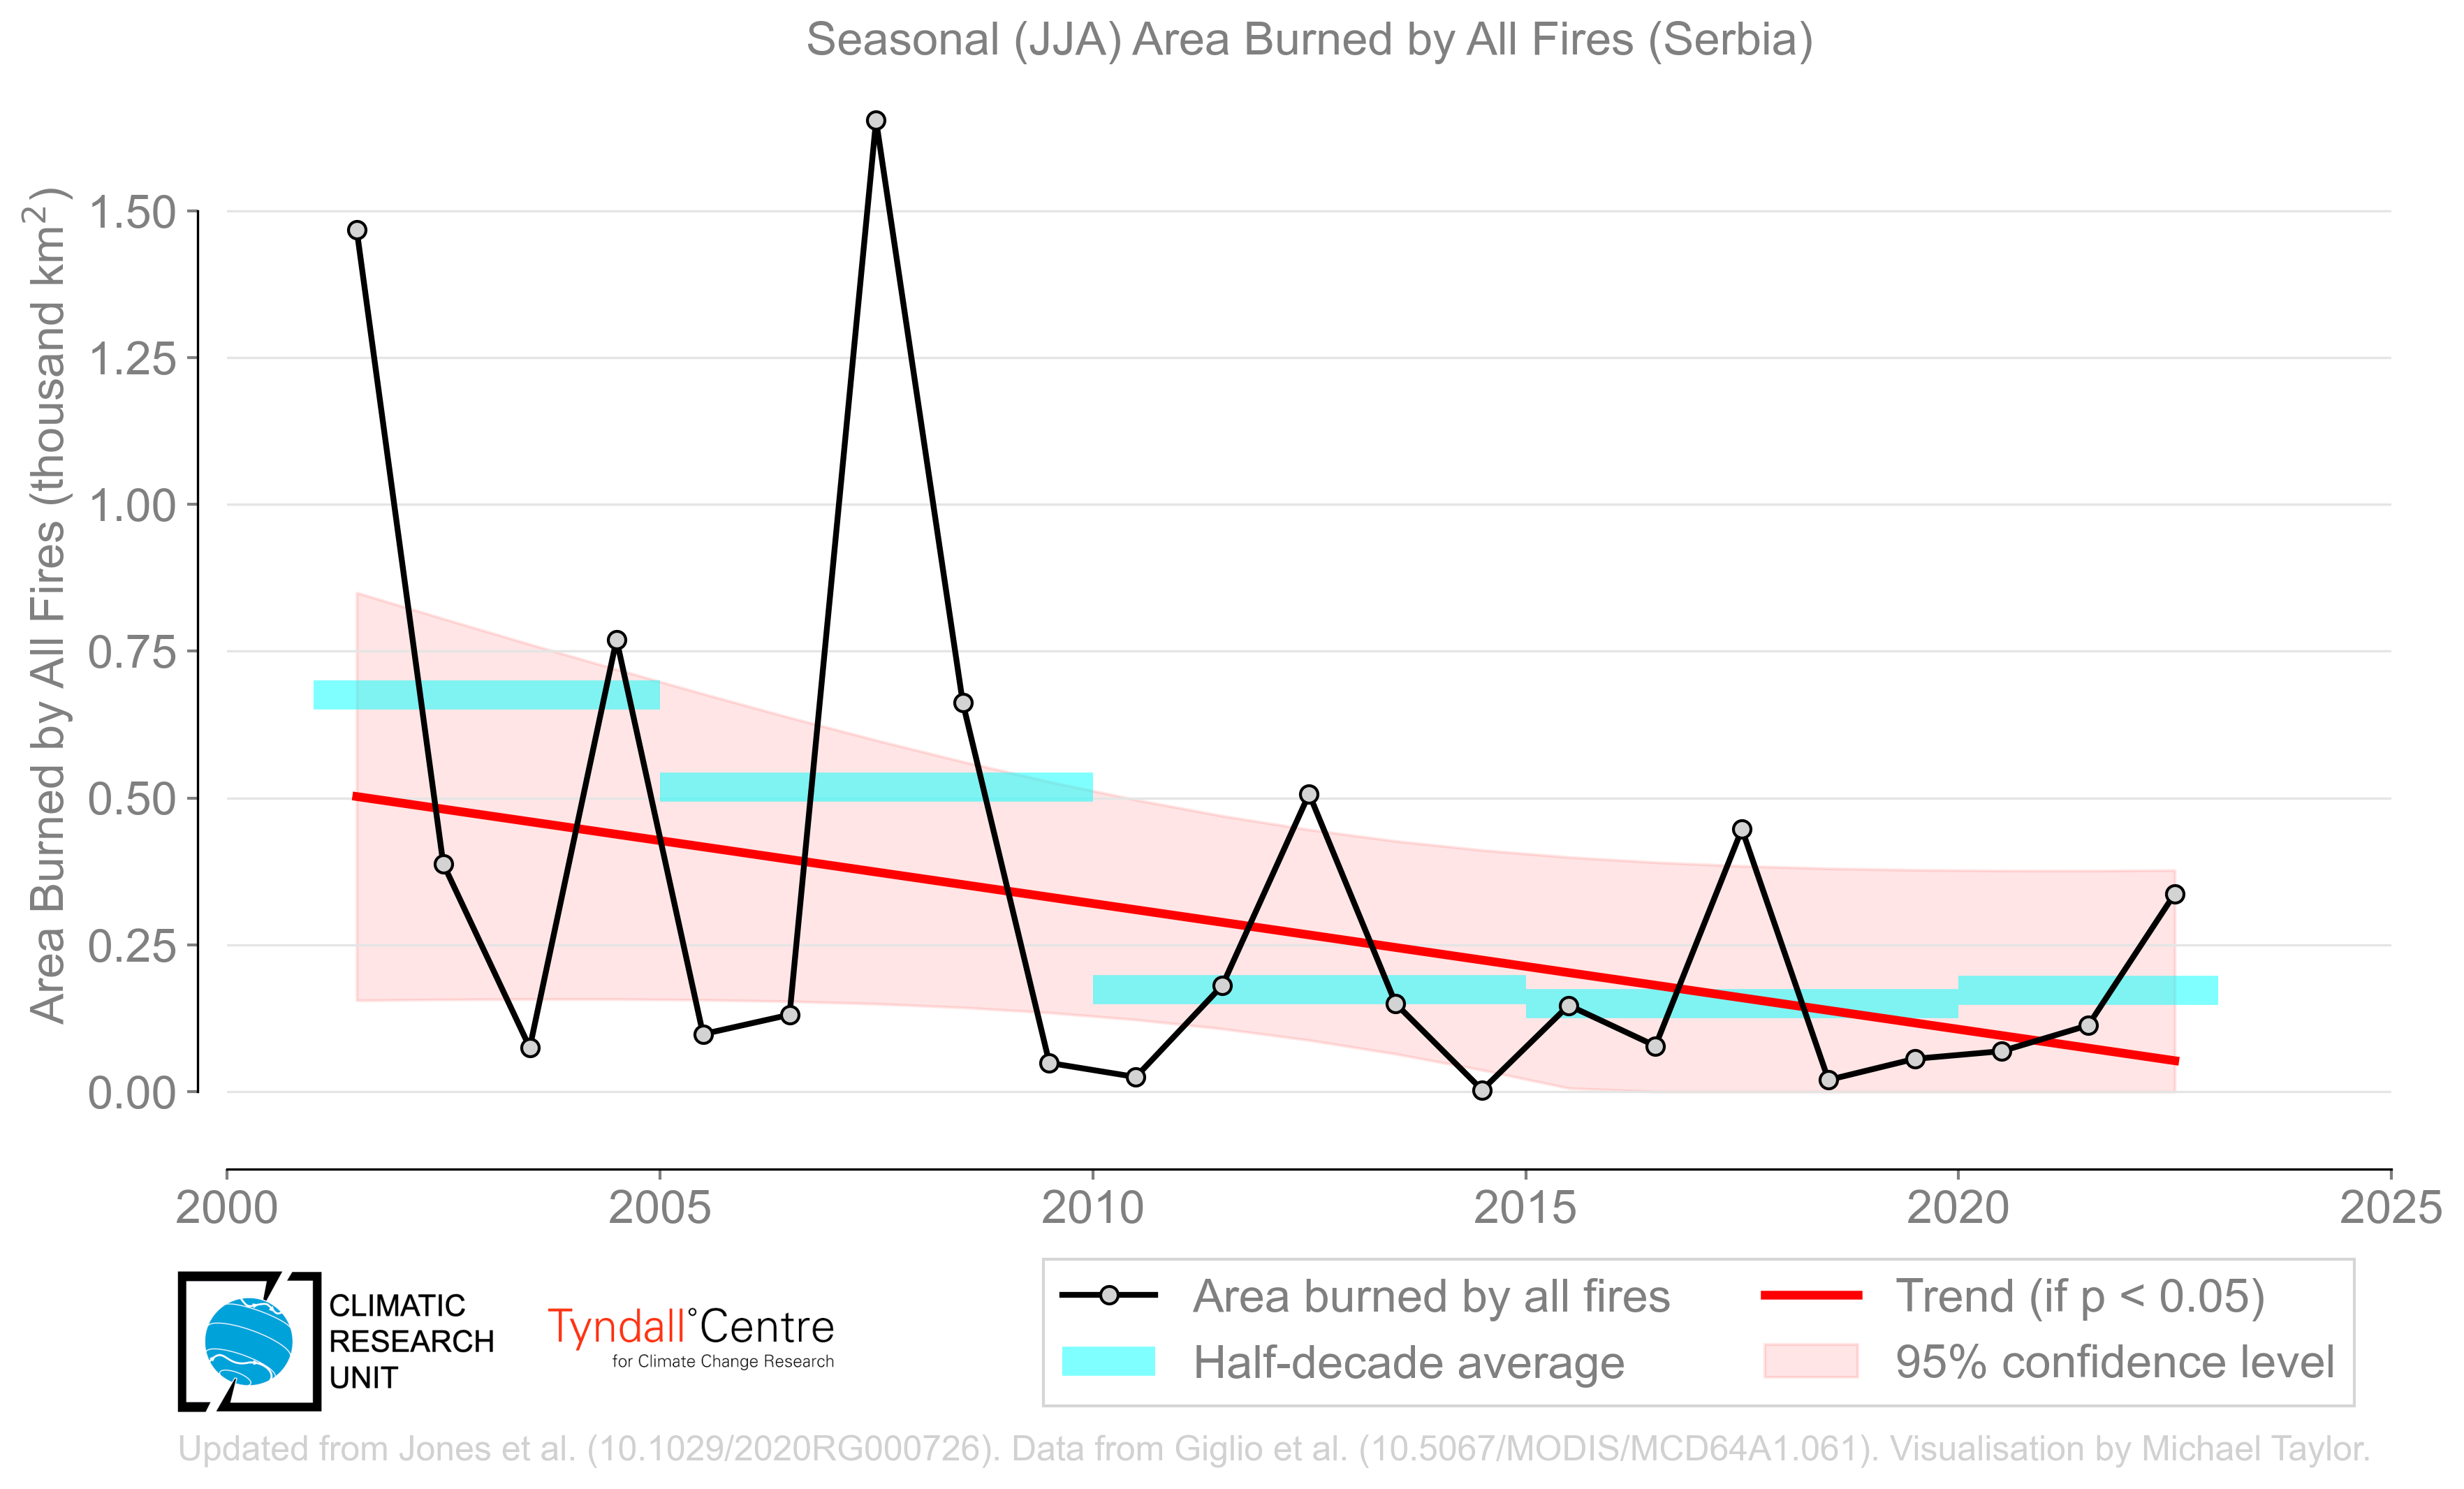 Seasonal (JJA) Area Burned by All Fires (Serbia)
Area Burned by All Fires (thousand km²)
1.50
1.25
1.00
0.75
0.50
0.25
0.00
2000 2005 2010 2015 2020 2025
CLIMATIC
RESEARCH
UNIT
Tyndall°Centre
for Climate Change Research
Area burned by all fires
Half-decade average
Trend (if p < 0.05)
95% confidence level
Updated from Jones et al. (10.1029/2020RG000726). Data from Giglio et al. (10.5067/MODIS/MCD64A1.061). Visualisation by Michael Taylor.